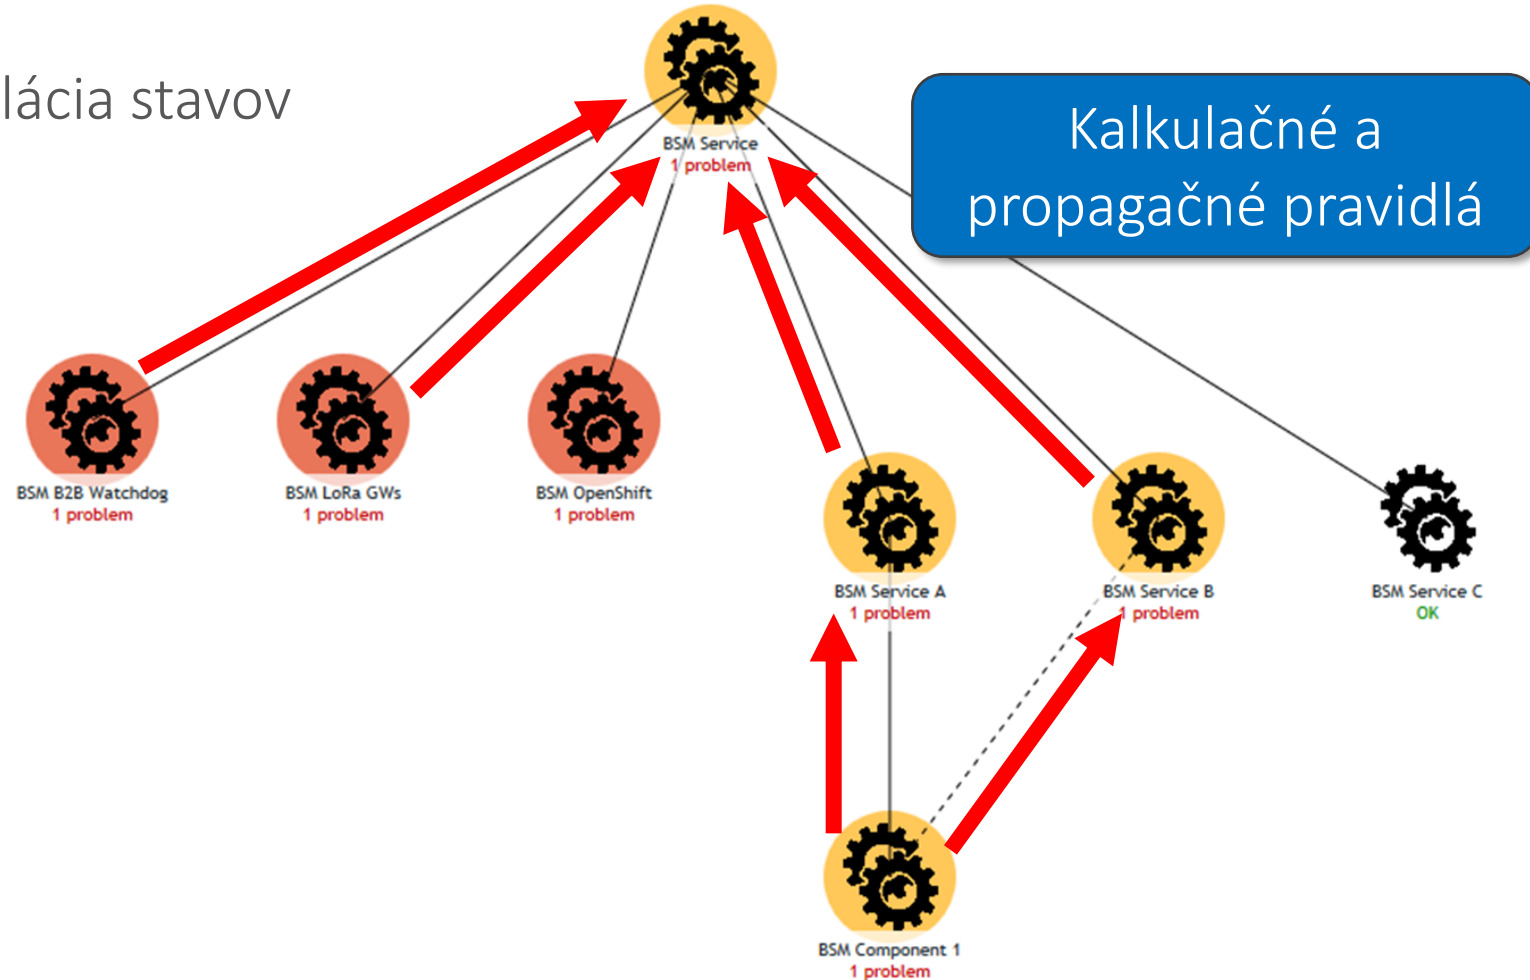 lácia stavov
Kalkulačné a
propagačné pravidlá
BSM Service
1 problem
BSM B2B Watchdog
1 problem
BSM LoRa GWs
1 problem
BSM OpenShift
1 problem
BSM Service A
1 problem
BSM Service B
1 problem
BSM Service C
OK
BSM Component 1
1 problem